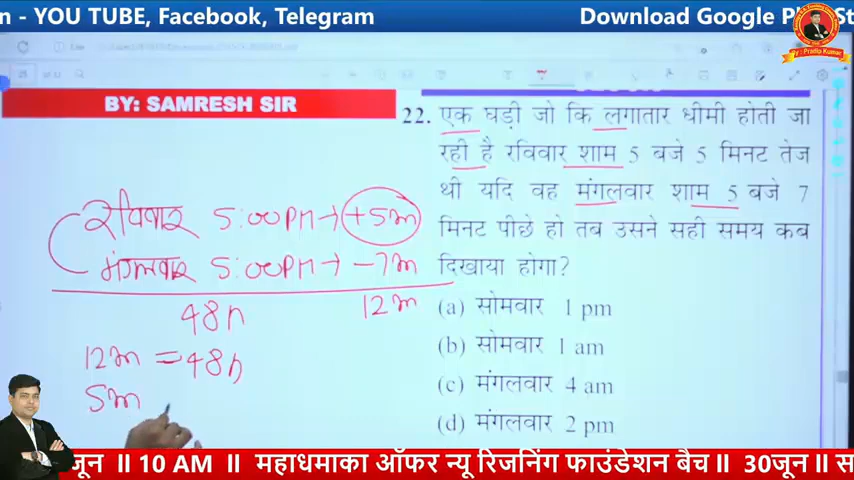 n - YOU TUBE, Facebook, Telegram
Download Google Pl
St
By : Pradip Kumar
BY: SAMRESH SIR
22. एक घड़ी जो कि लगातार धीमी होती जा
रही है रविवार शाम 5 बजे 5 मिनट तेज
थी यदि वह मंगलवार शाम 5 बजे 7
मिनट पीछे हो तब उसने सही समय कब
दिखाया होगा?
(a) सोमवार 1 pm
(b) सोमवार 1 am
(c) मंगलवार 4 am
(d) मंगलवार 2 pm
रविवार 5:00Pm → +5m
मंगलवार 5:00Pm → -7m
48h 12m
12m = 48h
5m
जून ॥ 10 AM ॥ महाधमाका ऑफर न्यू रिजनिंग फाउंडेशन बैच ॥ 30जून ॥ स